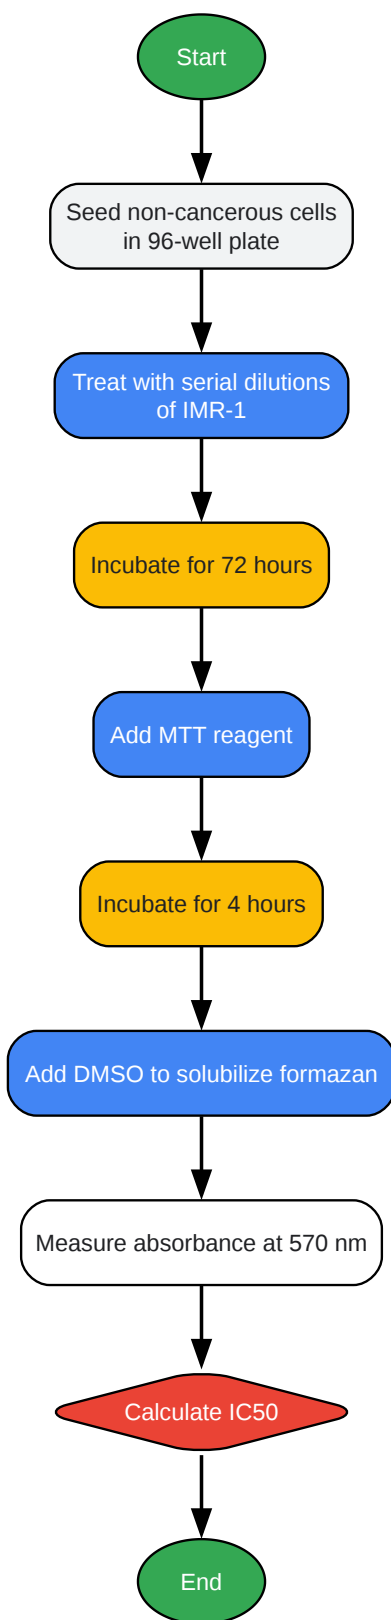 Start
Seed non-cancerous cells
in 96-well plate
Treat with serial dilutions
of IMR-1
Incubate for 72 hours
Add MTT reagent
Incubate for 4 hours
Add DMSO to solubilize formazan
Measure absorbance at 570 nm
Calculate IC50
End